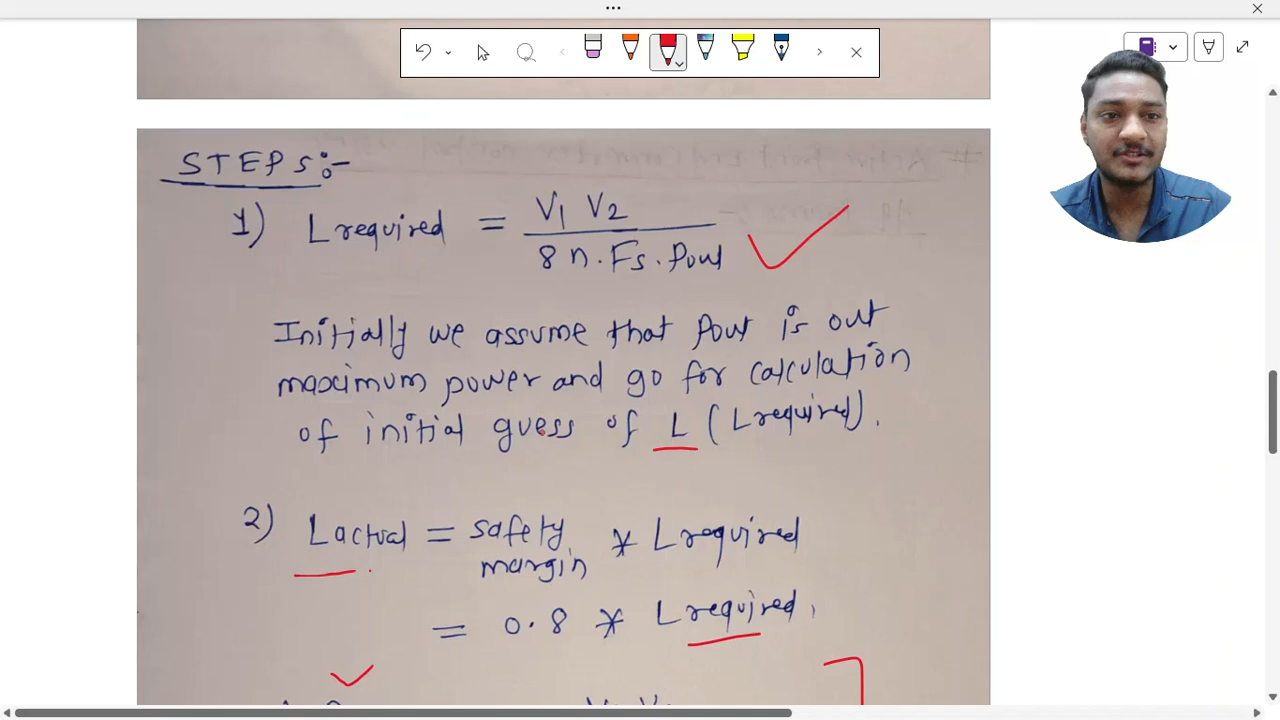 STEPS:-
1) Lrequired = V1 V2 / 8 n.Fs.Pout
Initially we assume that Pout is out
maximum power and go for calculation
of initial guess of L (Lrequired).
2) Lactual = safety margin * Lrequired
= 0.8 * Lrequired.